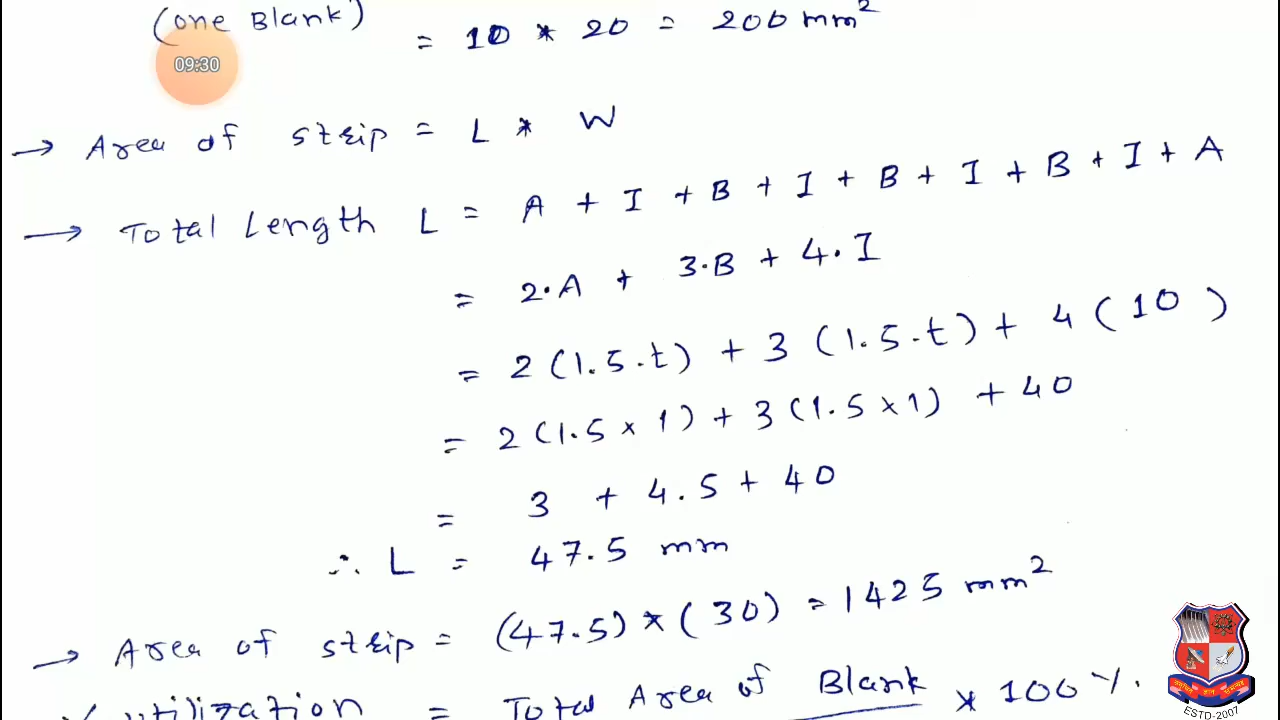 (one Blank)
= 10 * 20 = 200 mm²
09:30
→ Area of strip = L * W
→ Total Length L = A + I + B + I + B + I + B + I + A
= 2·A + 3·B + 4·I
= 2(1.5·t) + 3(1.5·t) + 4(10)
= 2(1.5×1) + 3(1.5×1) + 40
= 3 + 4.5 + 40
∴ L = 47.5 mm
→ Area of strip = (47.5) * (30) = 1425 mm²
utilization = Total Area of Blank * 100 %.
ESTD-2007